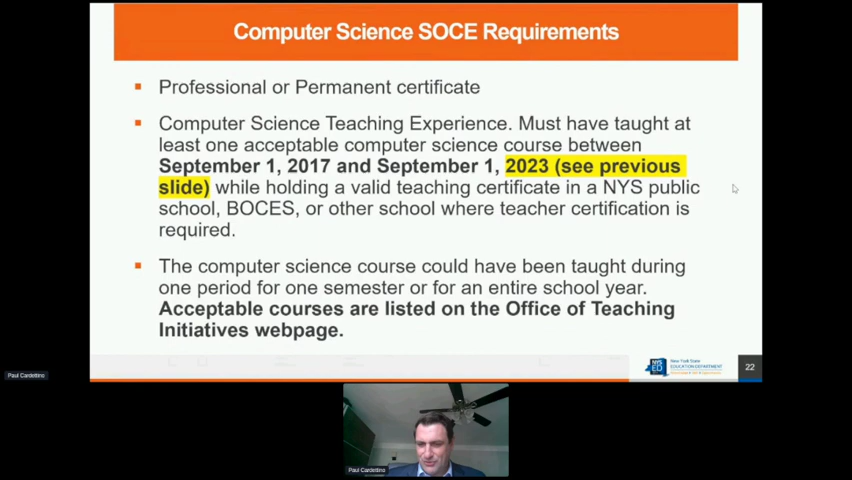 Computer Science SOCE Requirements
Professional or Permanent certificate
Computer Science Teaching Experience. Must have taught at
least one acceptable computer science course between
September 1, 2017 and September 1, 2023 (see previous
slide) while holding a valid teaching certificate in a NYS public
school, BOCES, or other school where teacher certification is
required.
The computer science course could have been taught during
one period for one semester or for an entire school year.
Acceptable courses are listed on the Office of Teaching
Initiatives webpage.
NYS
ED
New York State
EDUCATION DEPARTMENT
22
Paul Cardettino
Paul Cardettino